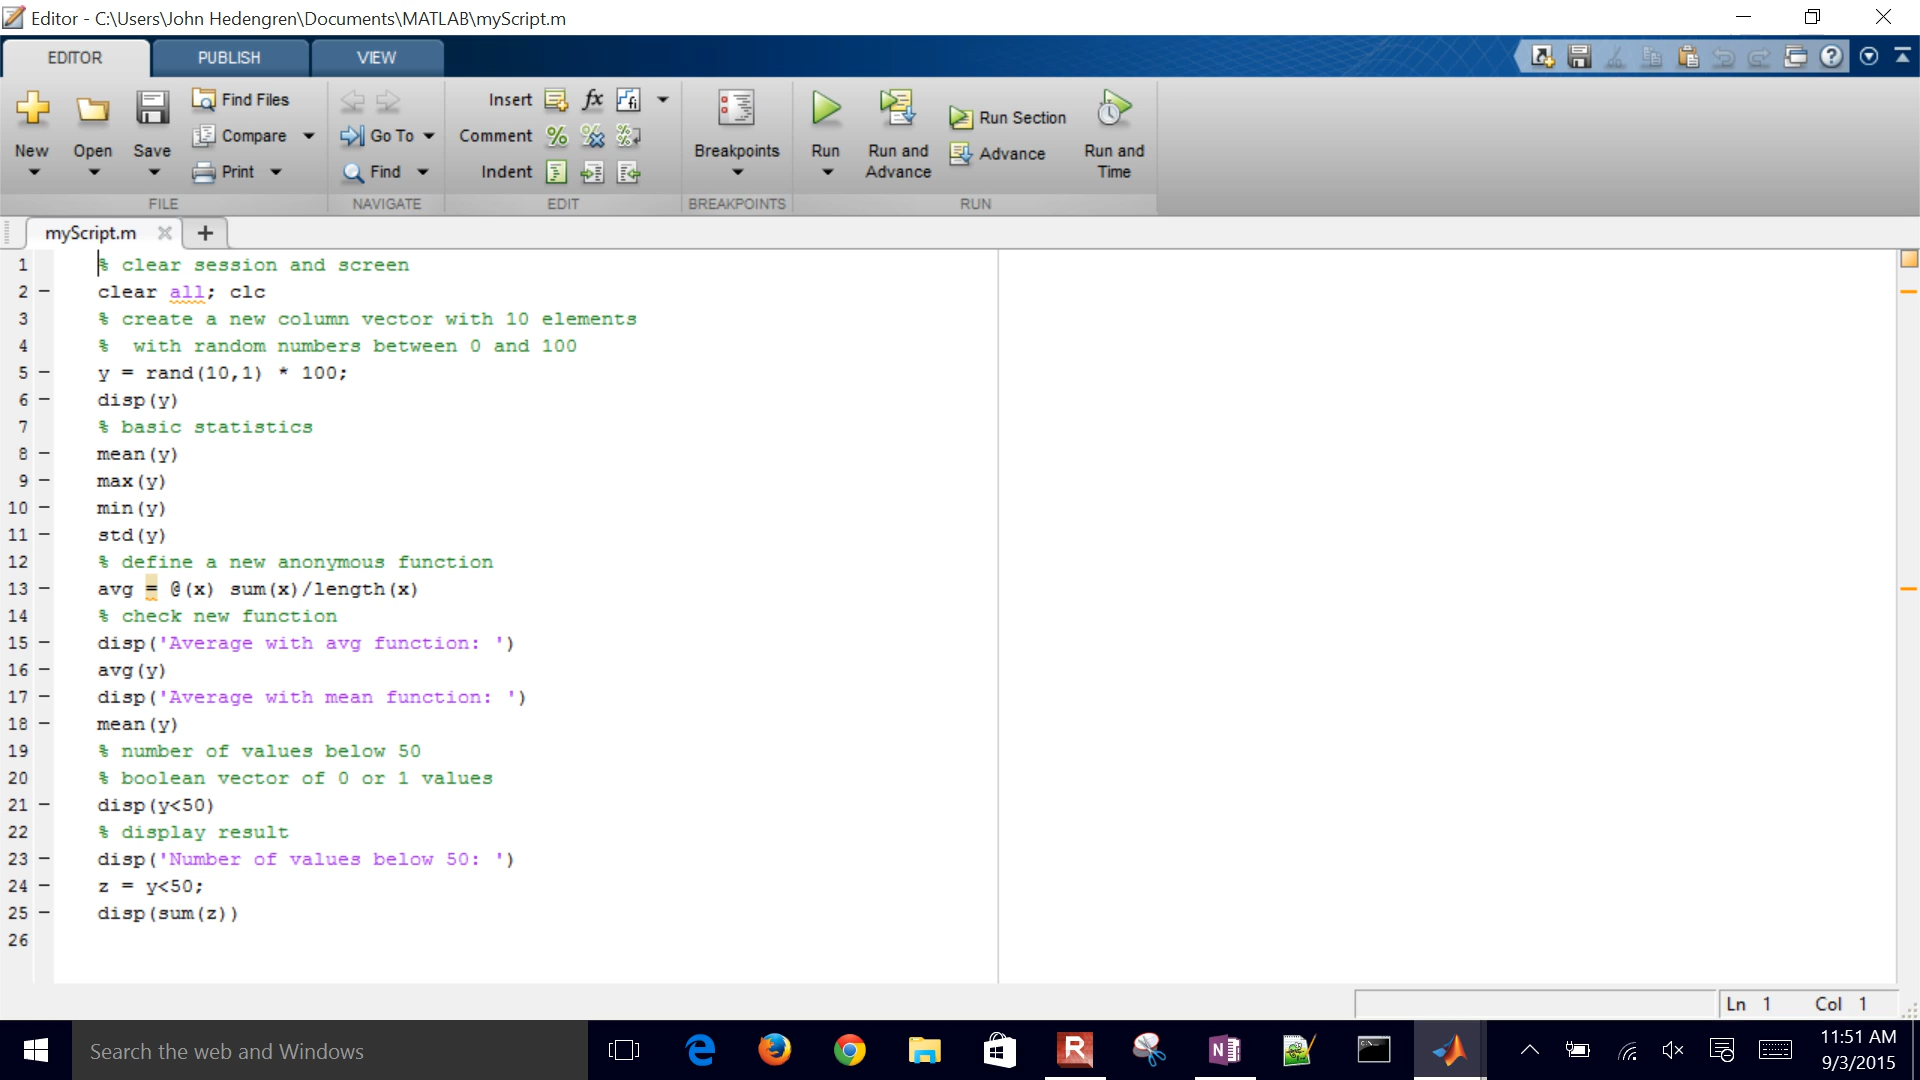 Editor - C:\Users\John Hedengren\Documents\MATLAB\myScript.m
EDITOR PUBLISH VIEW
New Open Save Find Files Compare Print
FILE
Go To Find
NAVIGATE
Insert fx
Comment
Indent
EDIT
Breakpoints
BREAKPOINTS
Run Run and Advance Run Section Advance Run and Time
RUN
myScript.m
1 % clear session and screen
2 – clear all; clc
3 % create a new column vector with 10 elements
4 %  with random numbers between 0 and 100
5 – y = rand(10,1) * 100;
6 – disp(y)
7 % basic statistics
8 – mean(y)
9 – max(y)
10 – min(y)
11 – std(y)
12 % define a new anonymous function
13 – avg = @(x) sum(x)/length(x)
14 % check new function
15 – disp('Average with avg function: ')
16 – avg(y)
17 – disp('Average with mean function: ')
18 – mean(y)
19 % number of values below 50
20 % boolean vector of 0 or 1 values
21 – disp(y<50)
22 % display result
23 – disp('Number of values below 50: ')
24 – z = y<50;
25 – disp(sum(z))
26
Ln 1 Col 1
Search the web and Windows
11:51 AM
9/3/2015